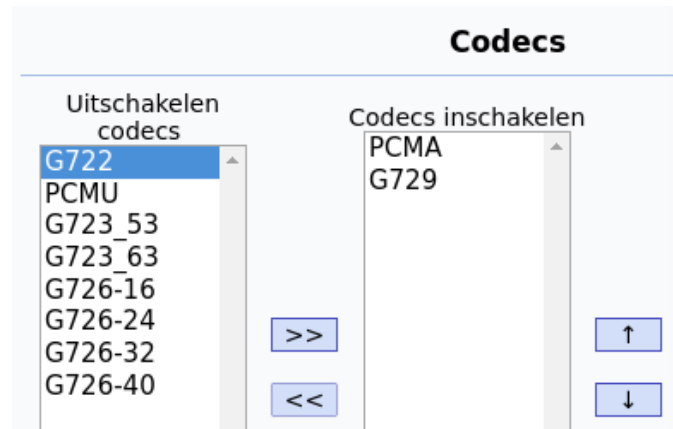 Codecs
Uitschakelen
codecs
G722
PCMU
G723_53
G723_63
G726-16
G726-24
G726-32
G726-40
>>
<<
Codecs inschakelen
PCMA
G729
↑
↓